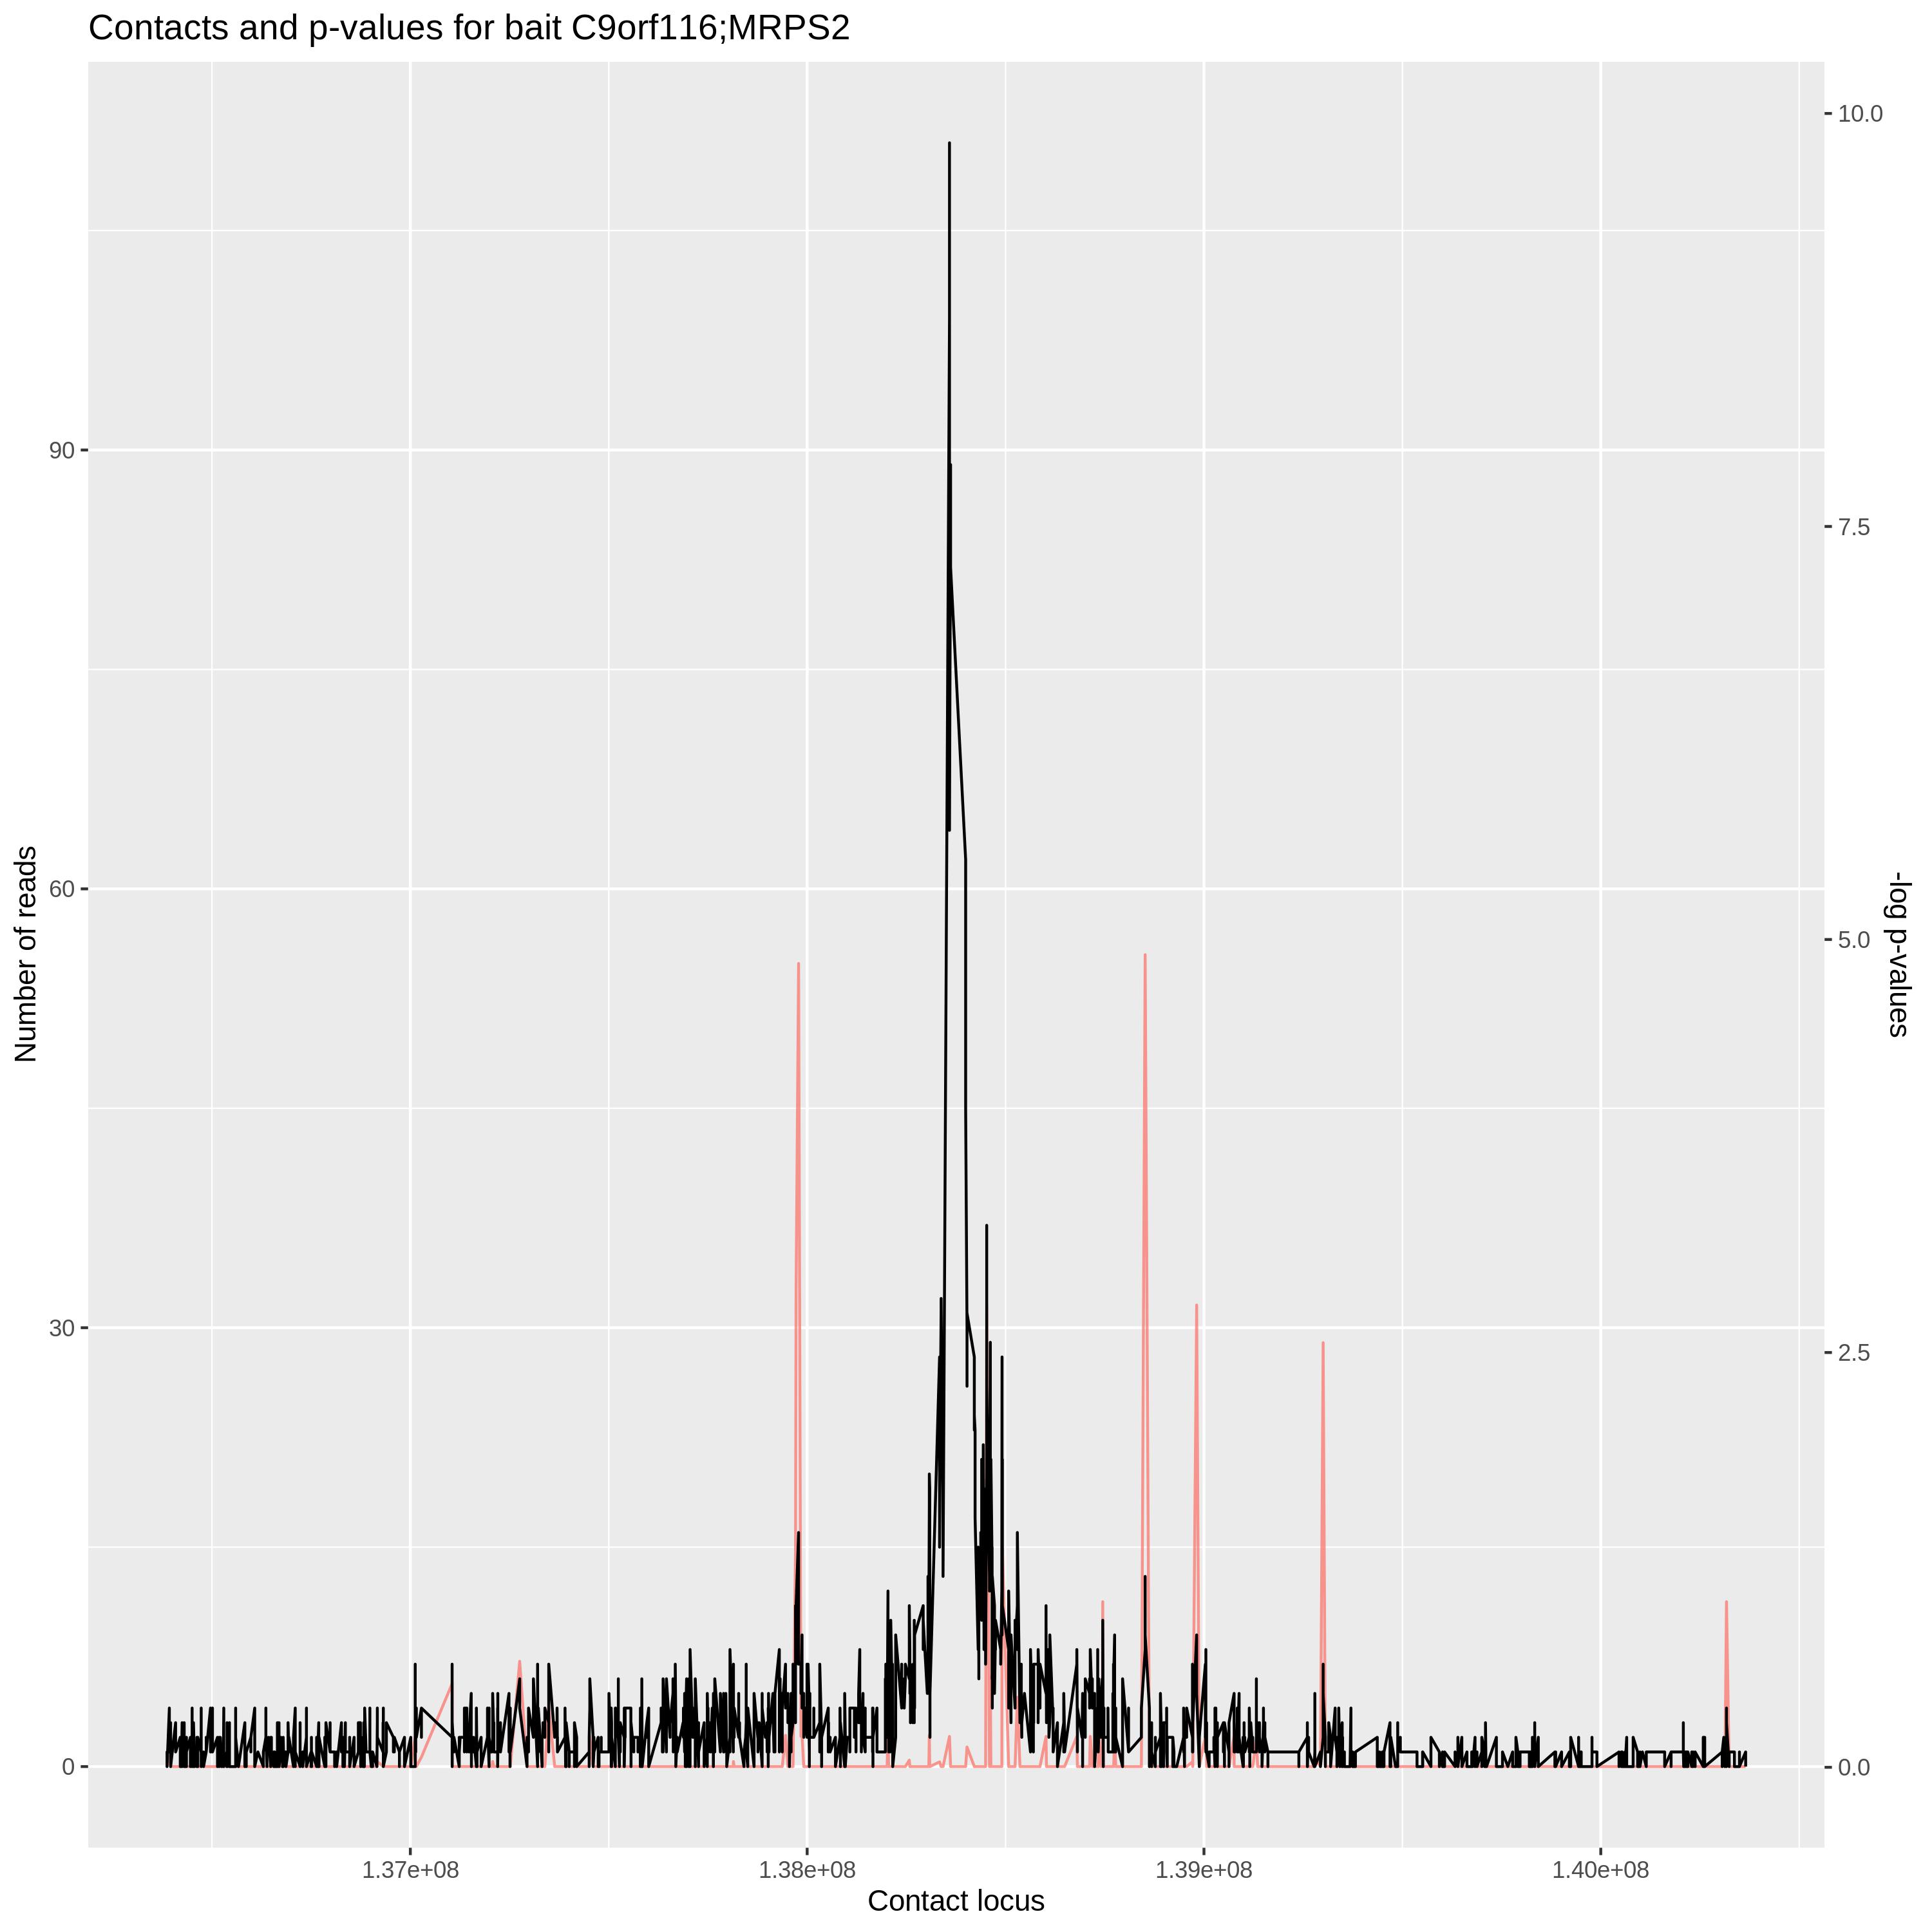 Contacts and p-values for bait C9orf116;MRPS2
10.0
90
7.5
60
5.0
Number of reads
-log p-values
30
2.5
0
0.0
1.37e+08
1.38e+08
1.39e+08
1.40e+08
Contact locus